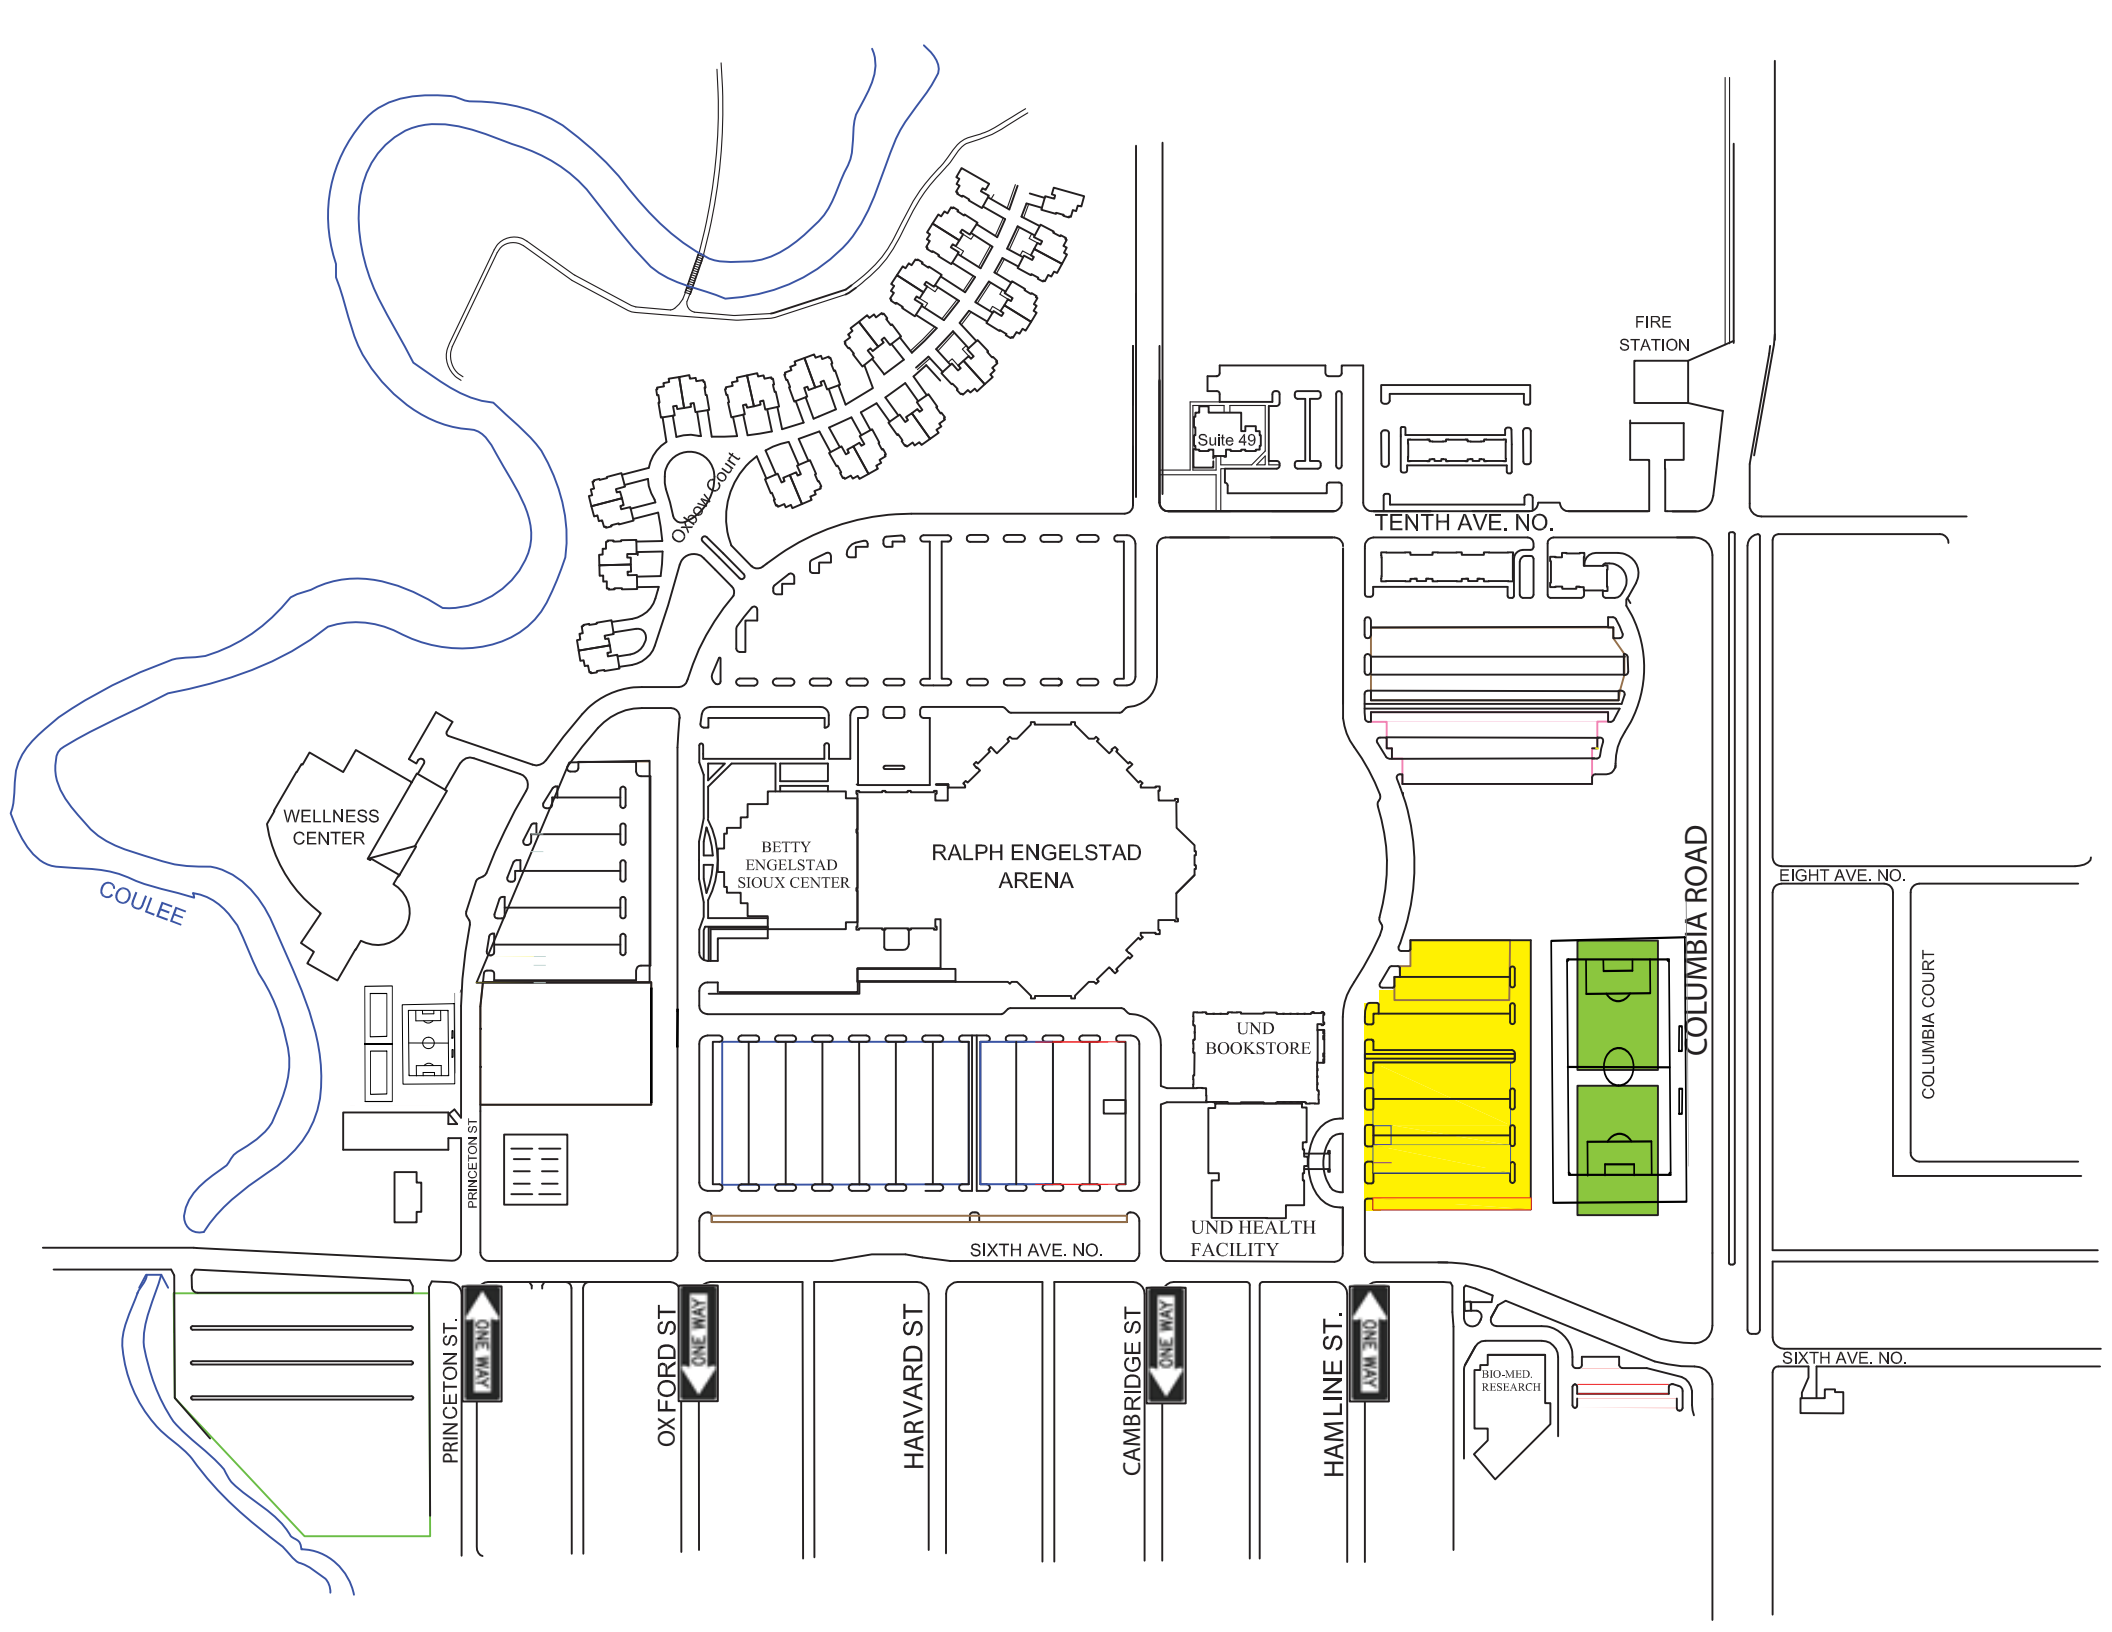 FIRE
STATION
Suite 49
Oxbow Court
TENTH AVE. NO.
WELLNESS
CENTER
BETTY
ENGELSTAD
SIOUX CENTER
RALPH ENGELSTAD
ARENA
COULEE
COLUMBIA ROAD
EIGHT AVE. NO.
COLUMBIA COURT
UND
BOOKSTORE
PRINCETON ST
UND HEALTH
FACILITY
SIXTH AVE. NO.
PRINCETON ST.
ONE WAY
OXFORD ST
ONE WAY
HARVARD ST
CAMBRIDGE ST
ONE WAY
HAMLINE ST.
ONE WAY
BIO-MED.
RESEARCH
SIXTH AVE. NO.